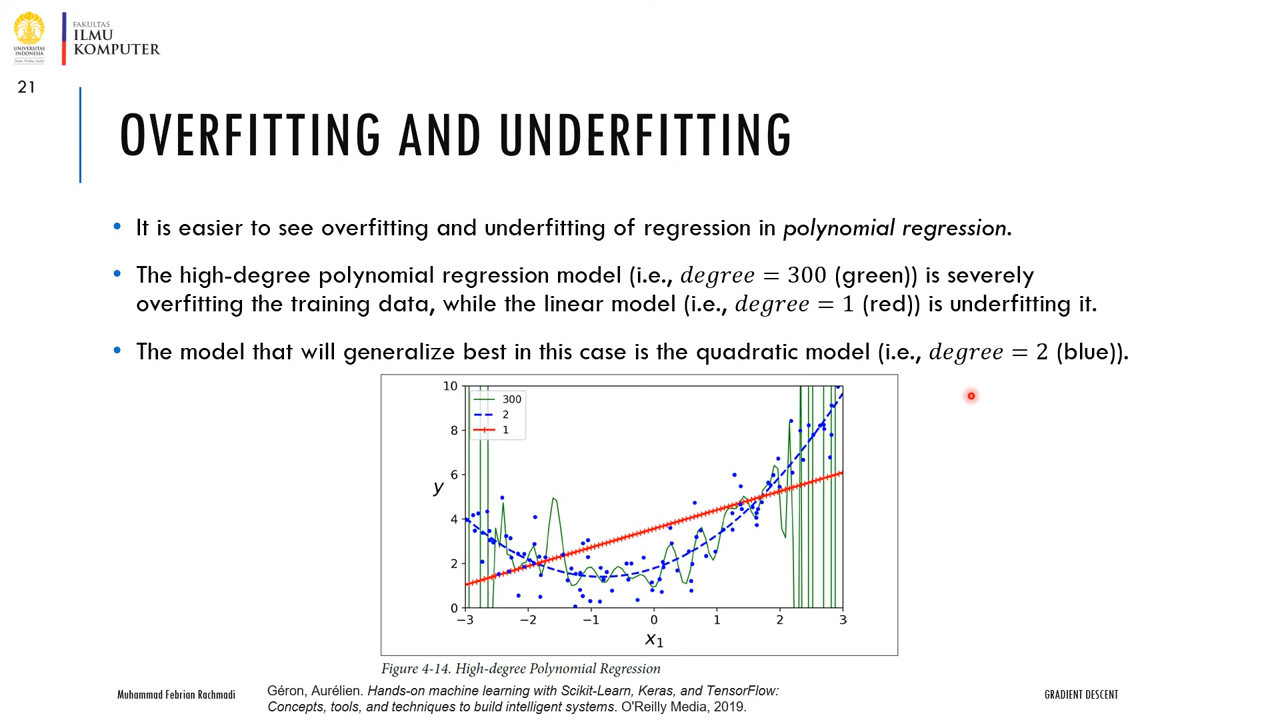 UNIVERSITAS
INDONESIA
FAKULTAS
ILMU
KOMPUTER
21
OVERFITTING AND UNDERFITTING
• It is easier to see overfitting and underfitting of regression in polynomial regression.
• The high-degree polynomial regression model (i.e., degree = 300 (green)) is severely
overfitting the training data, while the linear model (i.e., degree = 1 (red)) is underfitting it.
• The model that will generalize best in this case is the quadratic model (i.e., degree = 2 (blue)).
300
2
1
10
8
6
4
2
0
y
−3 −2 −1 0 1 2 3
x₁
Figure 4-14. High-degree Polynomial Regression
Muhammad Febrian Rachmadi
Géron, Aurélien. Hands-on machine learning with Scikit-Learn, Keras, and TensorFlow:
Concepts, tools, and techniques to build intelligent systems. O'Reilly Media, 2019.
GRADIENT DESCENT